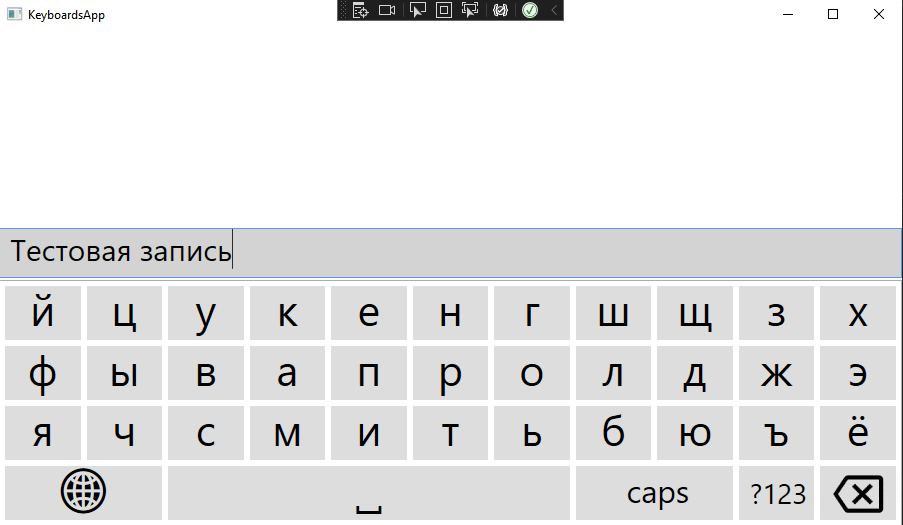 KeyboardsApp
Тестовая запись
й ц у к е н г ш щ з х
ф ы в а п р о л д ж э
я ч с м и т ь б ю ъ ё
caps ?123